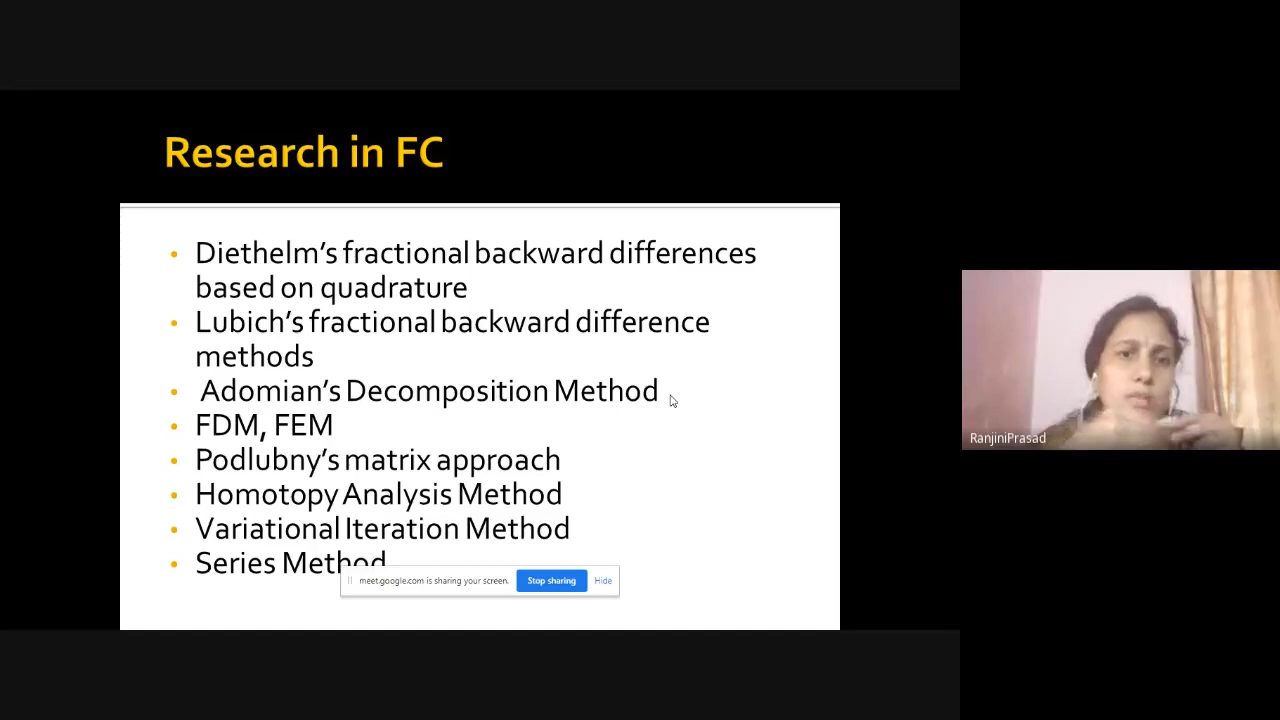 Research in FC
• Diethelm's fractional backward differences
based on quadrature
• Lubich's fractional backward difference
methods
• Adomian's Decomposition Method
• FDM, FEM
• Podlubny's matrix approach
• Homotopy Analysis Method
• Variational Iteration Method
• Series Method
meet.google.com is sharing your screen. Stop sharing Hide
RanjiniPrasad